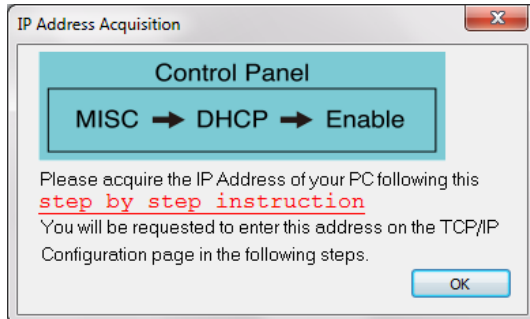 IP Address Acquisition
Control Panel
MISC → DHCP → Enable
Please acquire the IP Address of your PC following this
step by step instruction
You will be requested to enter this address on the TCP/IP
Configuration page in the following steps.
OK